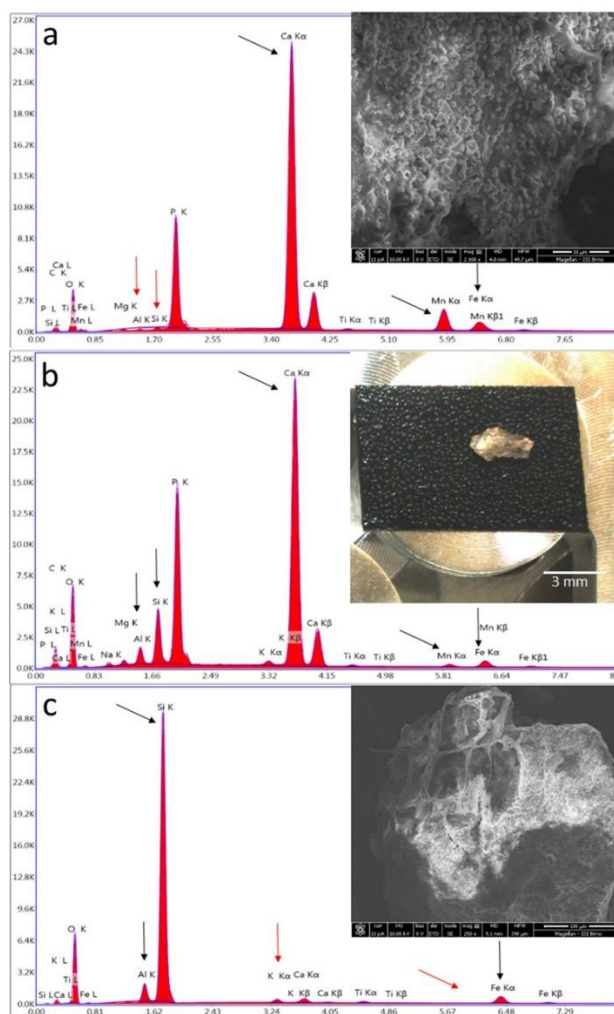 a
27.0K
24.3K
21.6K
18.9K
16.2K
13.5K
10.8K
8.1K
5.4K
2.7K
0.0K
0.00 0.85 1.70 2.55 3.40 4.25 5.10 5.95 6.80 7.65
Ca Kα
P K
Ca L
C K
O K
P L Ti L Fe L
Si L Mn L
Mg K
Al K Si K
Ca Kβ
Ti Kα Ti Kβ
Mn Kα
Fe Kα
Mn Kβ1
Fe Kβ
Magellan - ISI Brno
b
25.0K
22.5K
20.0K
17.5K
15.0K
12.5K
10.0K
7.5K
5.0K
2.5K
0.0K
0.00 0.83 1.66 2.49 3.32 4.15 4.98 5.81 6.64 7.47
Ca Kα
P K
C K
O K
K L
Si L Ti L
Mn L
P L
Ca L Fe L
Na K
Mg K
Al K
Si K
K Kα
K Kβ
Ca Kβ
Ti Kα Ti Kβ
Mn Kα
Mn Kβ
Fe Kα
Fe Kβ1
3 mm
c
28.8K
25.6K
22.4K
19.2K
16.0K
12.8K
9.6K
6.4K
3.2K
0.0K
0.00 0.81 1.62 2.43 3.24 4.05 4.86 5.67 6.48 7.29
Si K
O K
K L
Ti L
Si L Ca L Fe L
Al K
K Kα Ca Kα
K Kβ Ca Kβ
Ti Kα Ti Kβ
Fe Kα
Fe Kβ
Magellan - ISI Brno